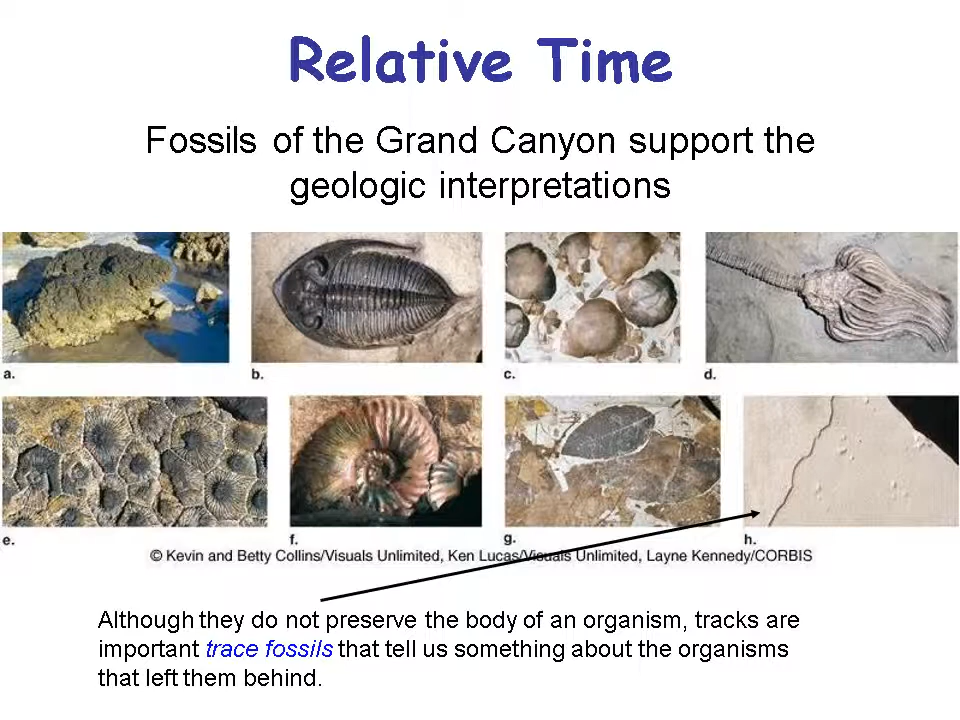 Relative Time
Fossils of the Grand Canyon support the
geologic interpretations
a.
b.
c.
d.
e.
f.
g.
h.
© Kevin and Betty Collins/Visuals Unlimited, Ken Lucas/Visuals Unlimited, Layne Kennedy/CORBIS
Although they do not preserve the body of an organism, tracks are
important trace fossils that tell us something about the organisms
that left them behind.